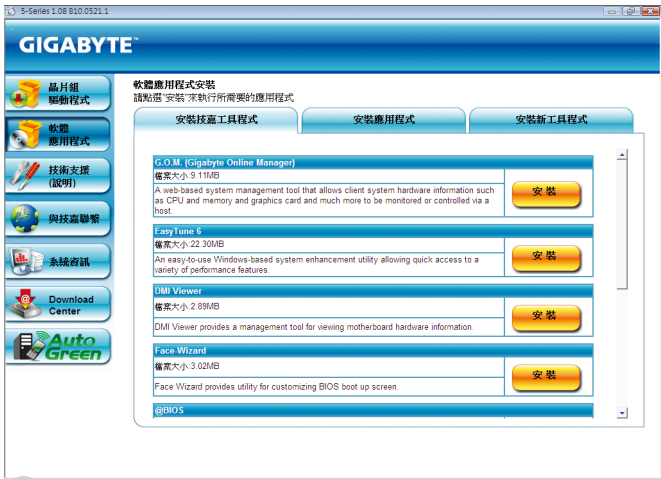 5-Series 1.08 B10.0521.1
GIGABYTE™
晶片組
驅動程式
軟體
應用程式
技術支援
(說明)
與技嘉聯繫
系統資訊
Download
Center
Auto
Green
軟體應用程式安裝
請點選"安裝"來執行所需要的應用程式
安裝技嘉工具程式
安裝應用程式
安裝新工具程式
G.O.M. (Gigabyte Online Manager)
檔案大小:9.11MB
A web-based system management tool that allows client system hardware information such
as CPU and memory and graphics card and much more to be monitored or controlled via a
host.
安裝
EasyTune 6
檔案大小:22.30MB
An easy-to-use Windows-based system enhancement utility allowing quick access to a
variety of performance features.
安裝
DMI Viewer
檔案大小:2.89MB
DMI Viewer provides a management tool for viewing motherboard hardware information.
安裝
Face-Wizard
檔案大小:3.02MB
Face Wizard provides utility for customizing BIOS boot up screen.
安裝
@BIOS